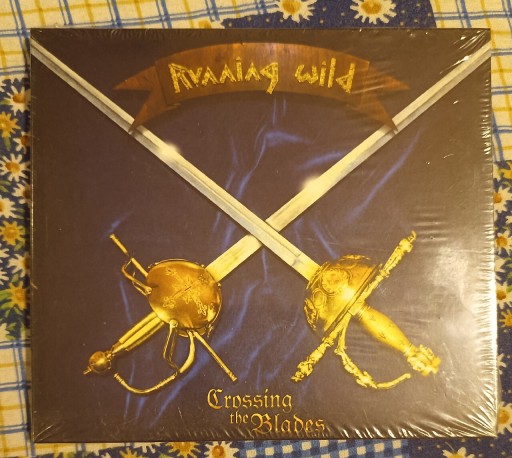 Running Wild
Crossing
the Blades